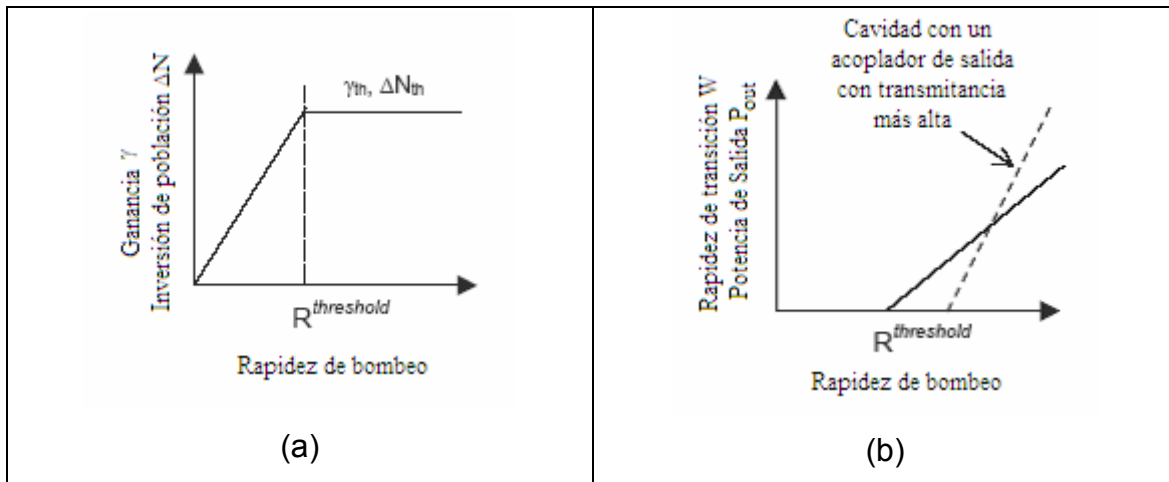 Ganancia γ
Inversión de población ΔN
γth, ΔNth
Rthreshold
Rapidez de bombeo
(a)
Cavidad con un
acoplador de salida
con transmitancia
más alta
Rapidez de transición W
Potencia de Salida Pout
Rthreshold
Rapidez de bombeo
(b)